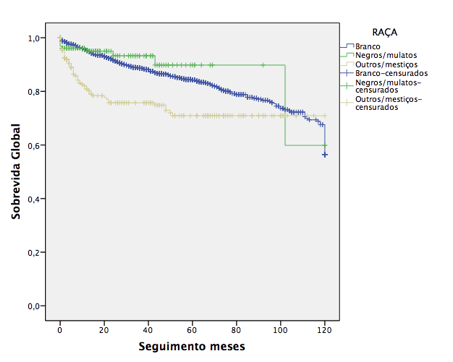 RAÇA
Branco
Negros/mulatos
Outros/mestiços
Branco-censurados
Negros/mulatos-
censurados
Outros/mestiços-
censurados
Sobrevida Global
1,0
0,8
0,6
0,4
0,2
0,0
0 20 40 60 80 100 120
Seguimento meses